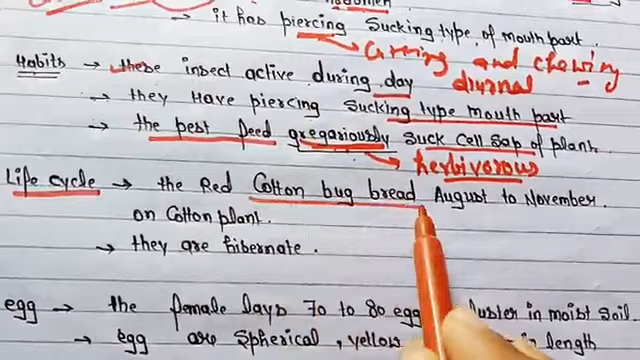 → it has piercing Sucking type of mouth part.
Cutting and chewing
Habits → these insect active during day diurnal
→ they have piercing sucking type mouth part
→ the pest feed gregariously Suck cell sap of plant.
herbivorous
Life cycle → the Red Cotton bug bread August to November.
on Cotton plant.
→ they are hibernate.
egg → the female lays 70 to 80 egg in moist soil.
→ egg are spherical, yellow in length